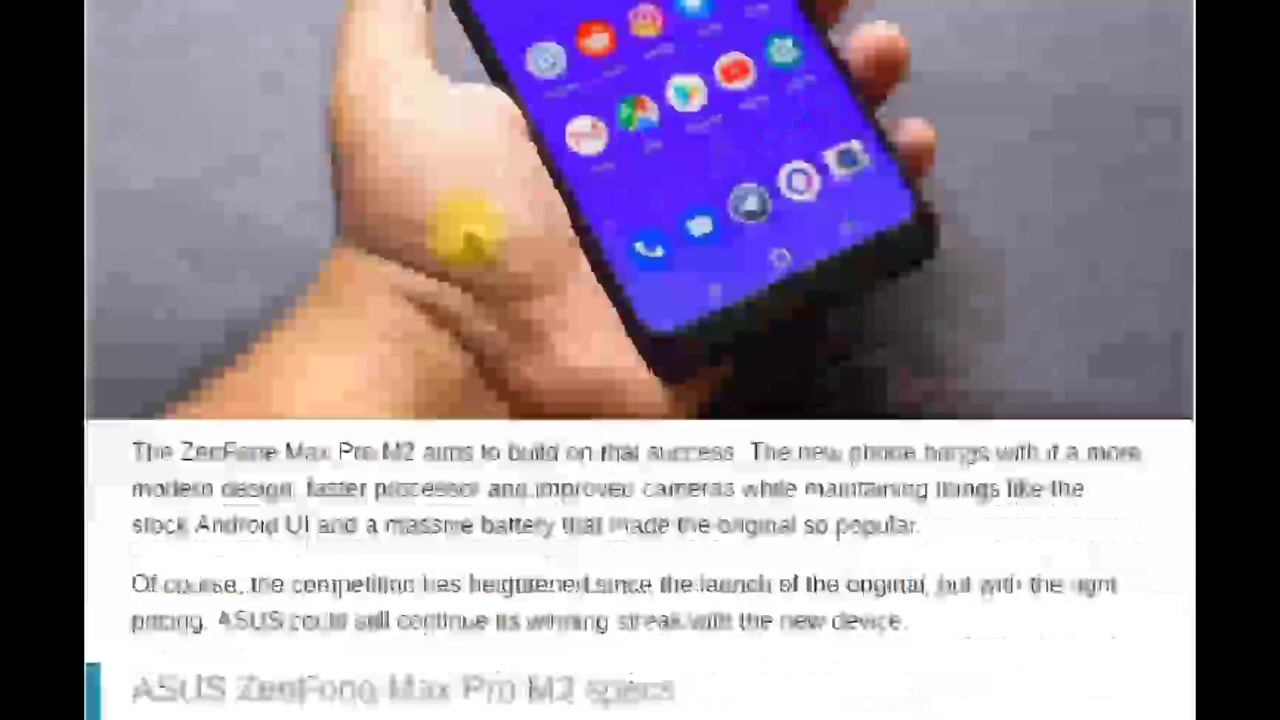 The ZenFone Max Pro M2 aims to build on that success. The new phone brings with it a more
modern design, faster processor and improved cameras while maintaining things like the
stock Android UI and a massive battery that made the original so popular.
Of course, the competition has heightened since the launch of the original, but with the right
pricing, ASUS could still continue its winning streak with the new device.
ASUS ZenFone Max Pro M2 specs